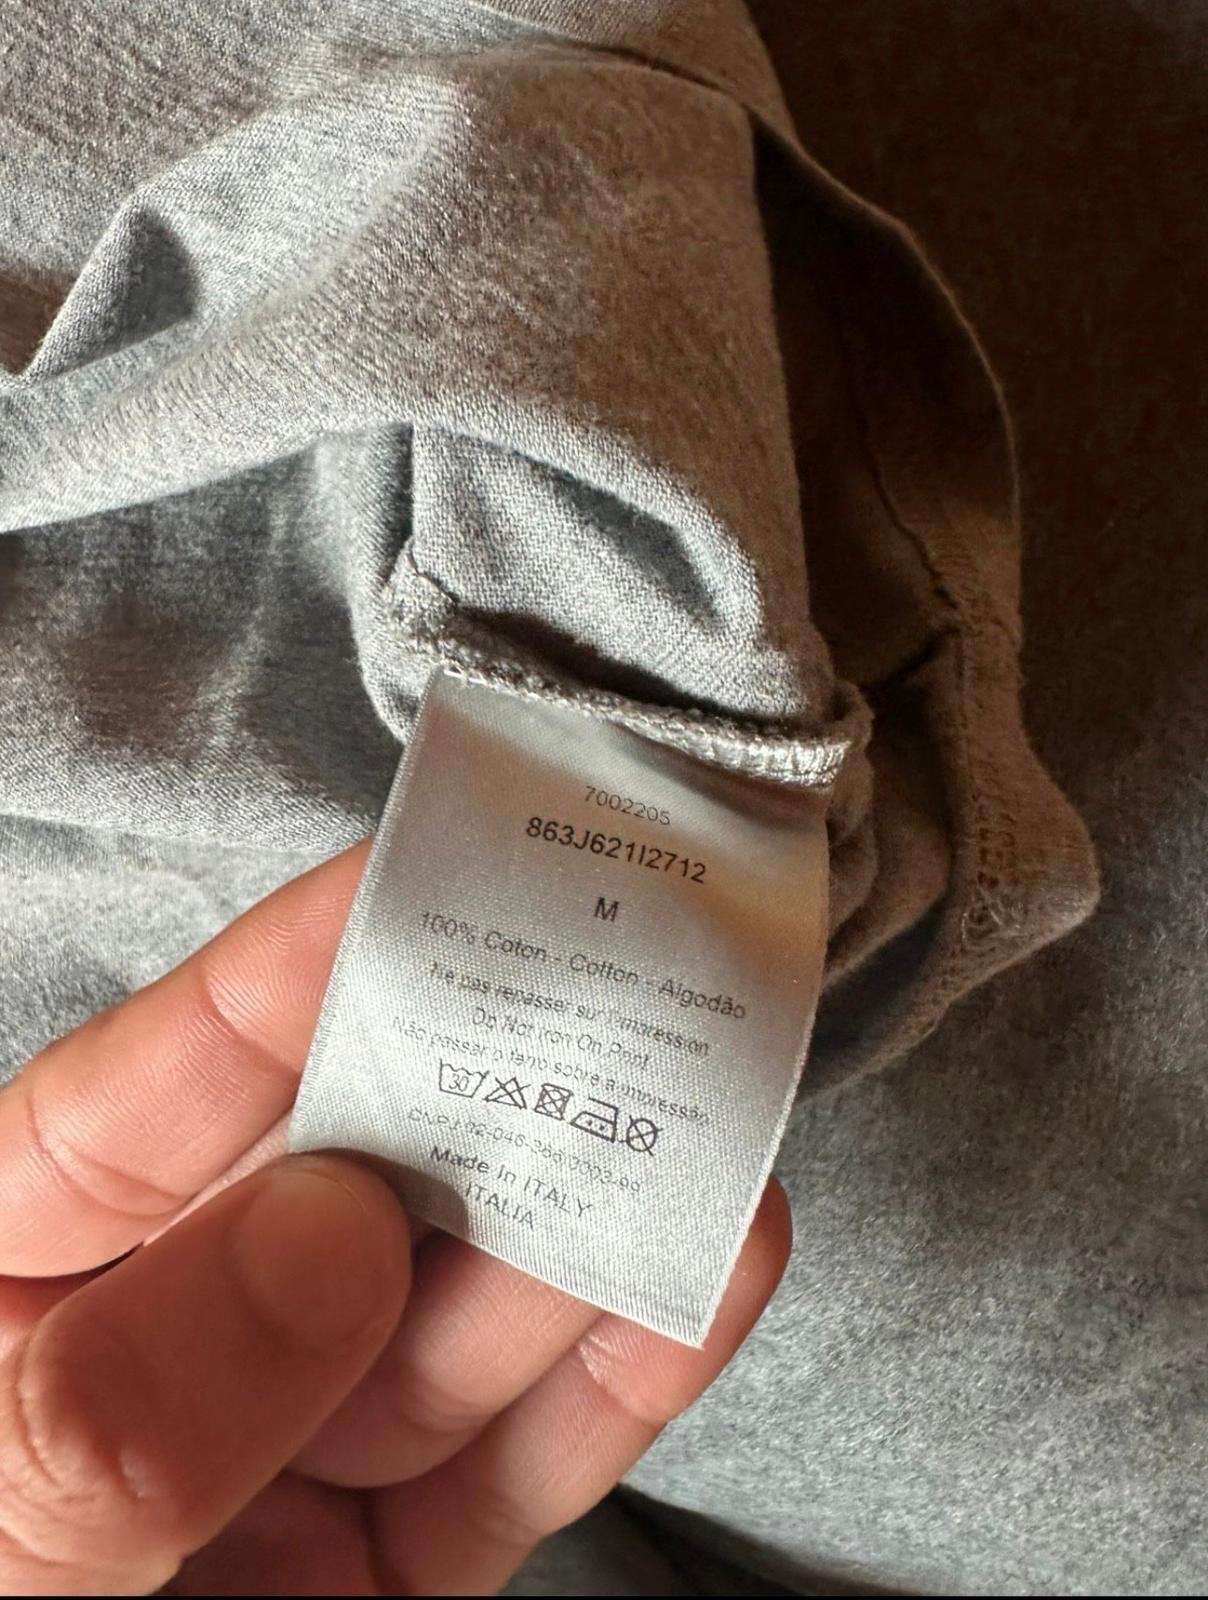 7002205
863J621I2712
M
100% Coton - Cotton - Algodão
Ne pas repasser sur l'impression
Do Not Iron On Print
Não passar o ferro sobre a impressão
30
Made in ITALY
ITALIA